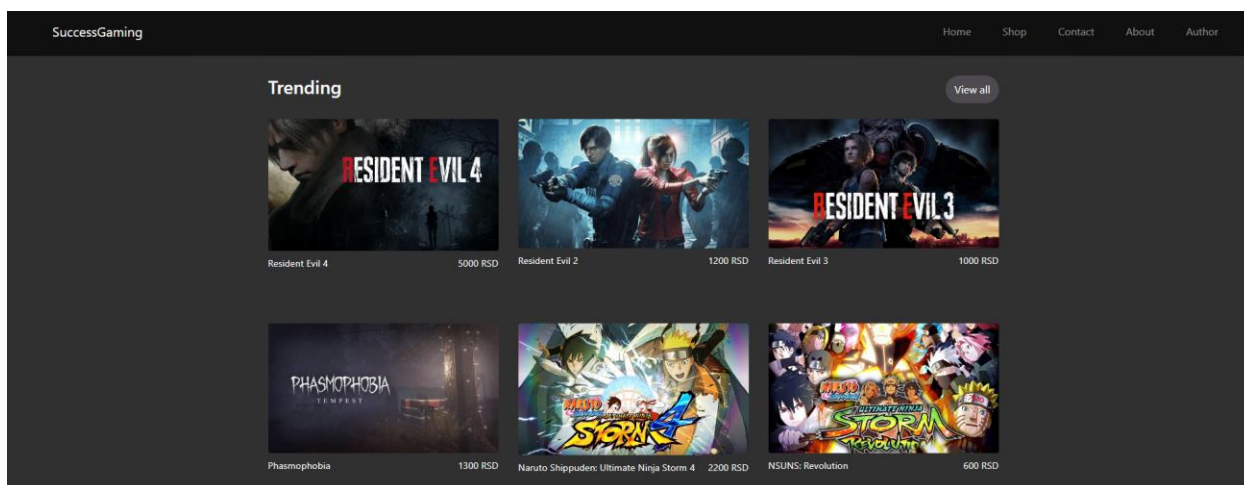 SuccessGaming
Home Shop Contact About Author
Trending
View all
RESIDENT EVIL 4
RESIDENT EVIL 3
Resident Evil 4 5000 RSD
Resident Evil 2 1200 RSD
Resident Evil 3 1000 RSD
PHASMOPHOBIA
TEMPEST
NARUTO
ULTIMATE NINJA
STORM 4
NARUTO
ULTIMATE NINJA
STORM
REVOLUTION
Phasmophobia 1300 RSD
Naruto Shippuden: Ultimate Ninja Storm 4 2200 RSD
NSUNS: Revolution 600 RSD